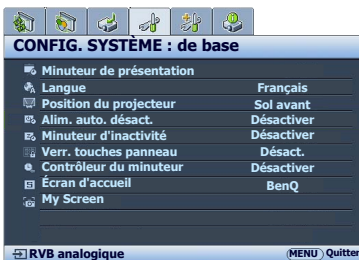 CONFIG. SYSTÈME : de base
Minuteur de présentation
Langue Français
Position du projecteur Sol avant
Alim. auto. désact. Désactiver
Minuteur d'inactivité Désactiver
Verr. touches panneau Désact.
Contrôleur du minuteur Désactiver
Écran d'accueil BenQ
My Screen
RVB analogique MENU Quitter